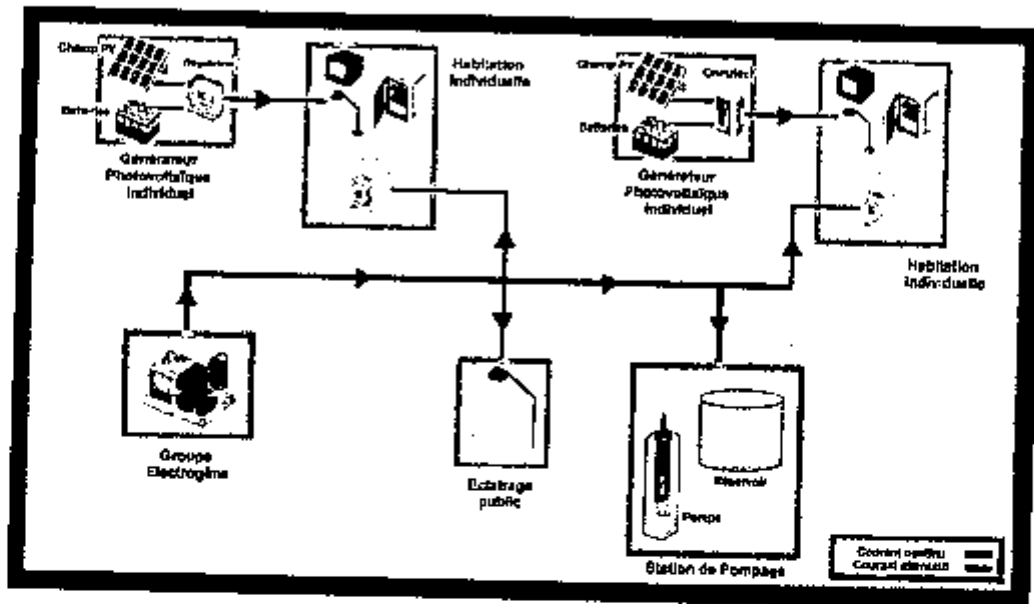 Champ PV
Régulateur
Batteries
Générateur
Photovoltaïque
Individuel
Habitation
Individuelle
Champ PV
Batteries
Générateur
Photovoltaïque
Individuel
Habitation
Individuelle
Groupe
Electrogène
Eclairage
public
Réservoir
Pompe
Station de Pompage
Courant continu
Courant alternatif